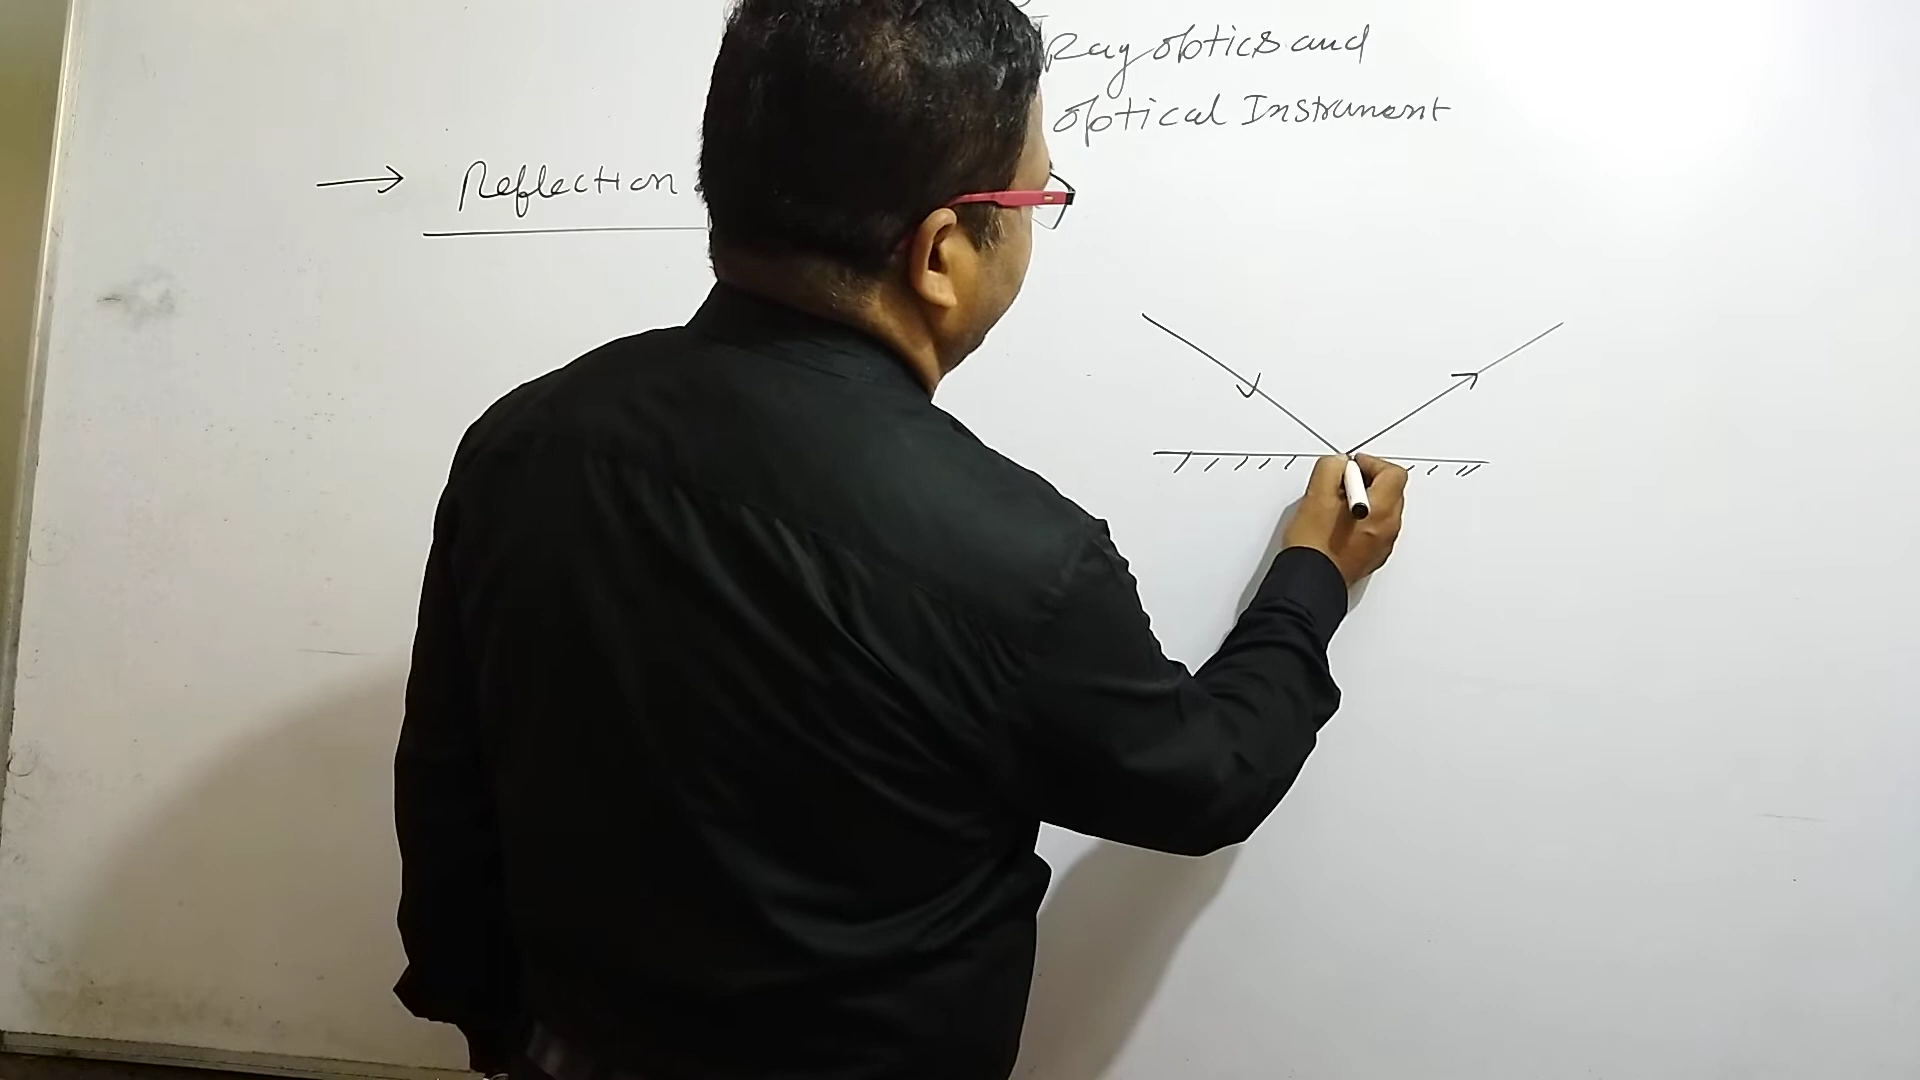 Ray optics and
optical Instrument
→ Reflection